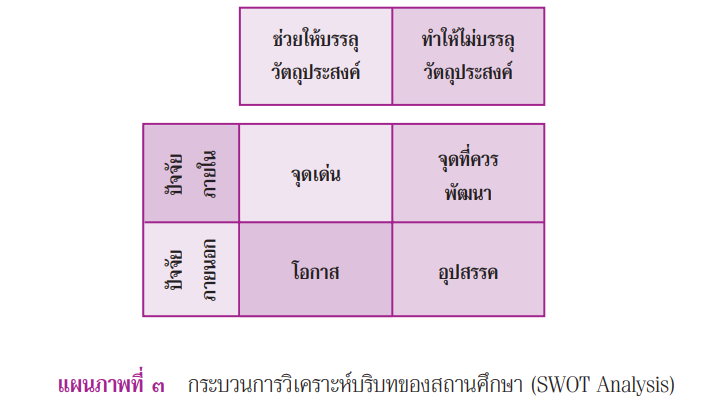 ช่วยให้บรรลุ
วัตถุประสงค์
ทำให้ไม่บรรลุ
วัตถุประสงค์
ปัจจัย
ภายใน
จุดเด่น
จุดที่ควร
พัฒนา
ปัจจัย
ภายนอก
โอกาส
อุปสรรค
แผนภาพที่ ๓ กระบวนการวิเคราะห์บริบทของสถานศึกษา (SWOT Analysis)